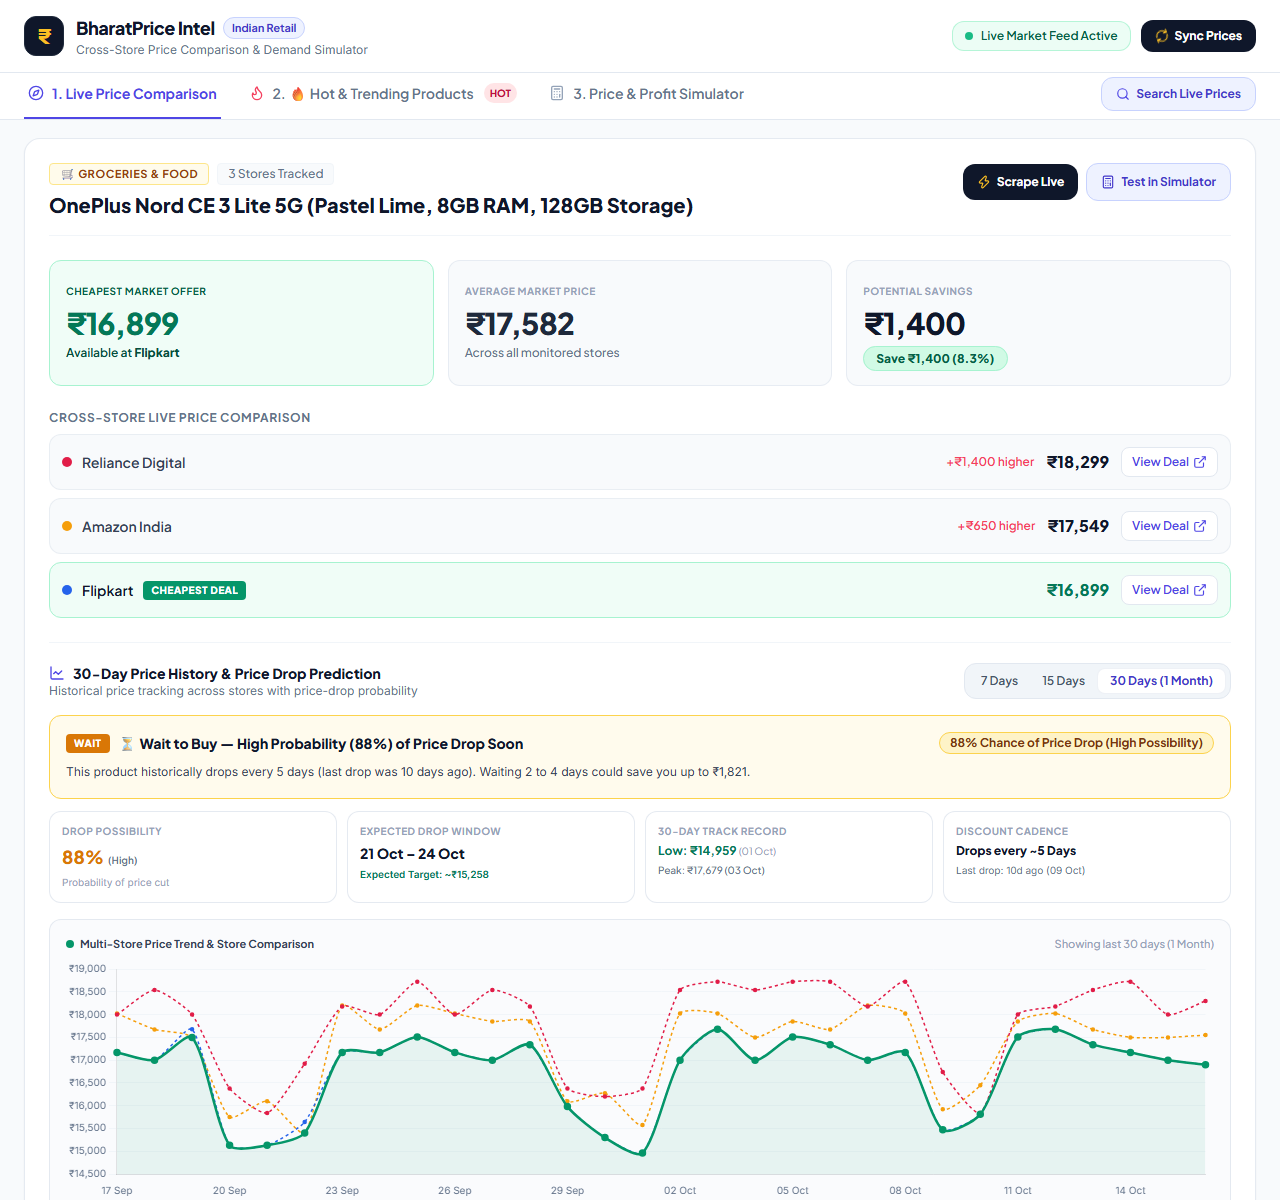 ₹
BharatPrice Intel
Indian Retail
Cross-Store Price Comparison & Demand Simulator
Live Market Feed Active
Sync Prices
1. Live Price Comparison
2. 🔥 Hot & Trending Products
HOT
3. Price & Profit Simulator
Search Live Prices
🛒 GROCERIES & FOOD
3 Stores Tracked
OnePlus Nord CE 3 Lite 5G (Pastel Lime, 8GB RAM, 128GB Storage)
Scrape Live
Test in Simulator
CHEAPEST MARKET OFFER
₹16,899
Available at Flipkart
AVERAGE MARKET PRICE
₹17,582
Across all monitored stores
POTENTIAL SAVINGS
₹1,400
Save ₹1,400 (8.3%)
CROSS-STORE LIVE PRICE COMPARISON
Reliance Digital
+₹1,400 higher
₹18,299
View Deal
Amazon India
+₹650 higher
₹17,549
View Deal
Flipkart
CHEAPEST DEAL
₹16,899
View Deal
30-Day Price History & Price Drop Prediction
Historical price tracking across stores with price-drop probability
7 Days
15 Days
30 Days (1 Month)
WAIT
⏳ Wait to Buy — High Probability (88%) of Price Drop Soon
88% Chance of Price Drop (High Possibility)
This product historically drops every 5 days (last drop was 10 days ago). Waiting 2 to 4 days could save you up to ₹1,821.
DROP POSSIBILITY
88% (High)
Probability of price cut
EXPECTED DROP WINDOW
21 Oct – 24 Oct
Expected Target: ~₹15,258
30-DAY TRACK RECORD
Low: ₹14,959 (01 Oct)
Peak: ₹17,679 (03 Oct)
DISCOUNT CADENCE
Drops every ~5 Days
Last drop: 10d ago (09 Oct)
Multi-Store Price Trend & Store Comparison
Showing last 30 days (1 Month)
₹19,000
₹18,500
₹18,000
₹17,500
₹17,000
₹16,500
₹16,000
₹15,500
₹15,000
₹14,500
17 Sep
20 Sep
23 Sep
26 Sep
29 Sep
02 Oct
05 Oct
08 Oct
11 Oct
14 Oct